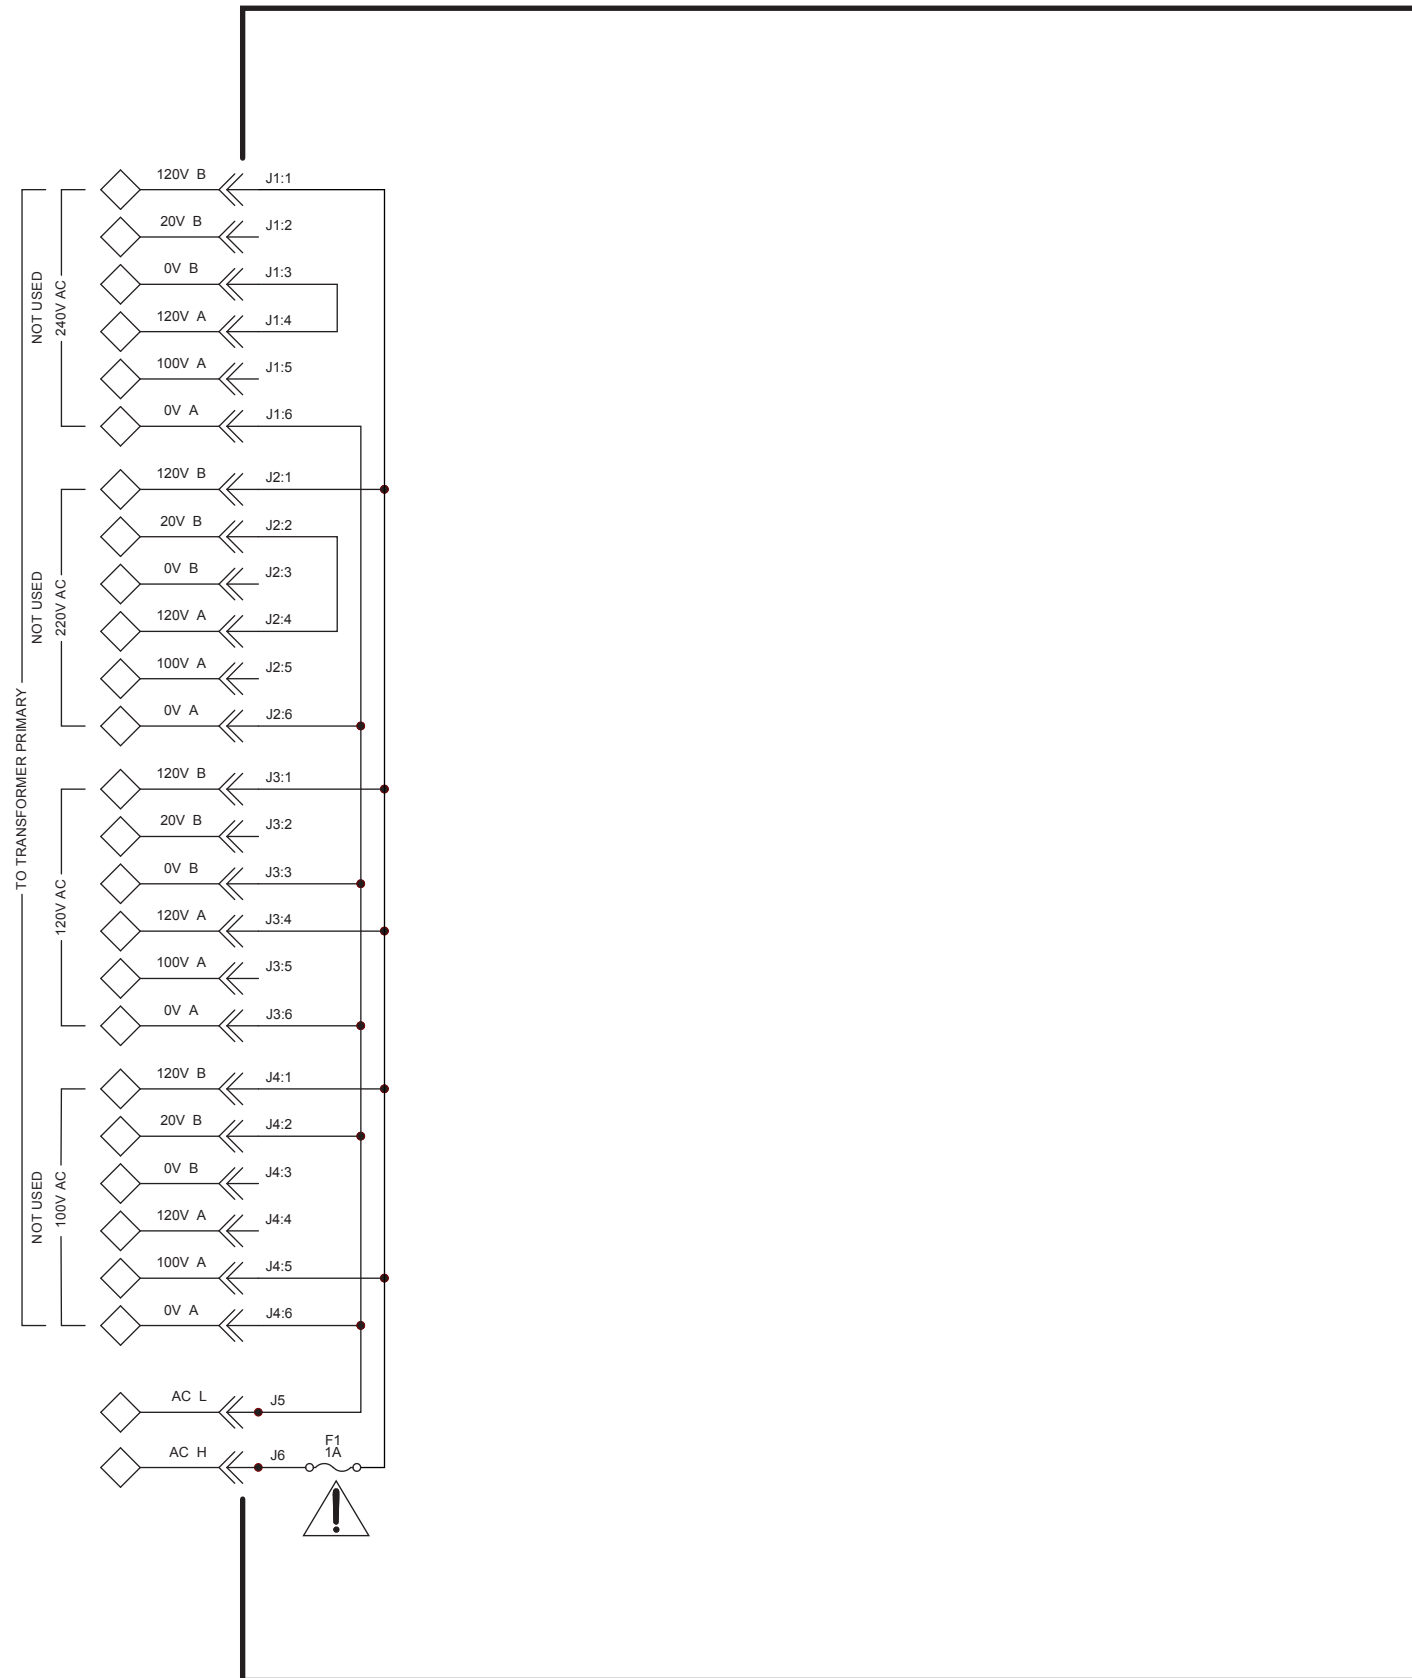 TO TRANSFORMER PRIMARY
NOT USED
240V AC
120V B J1:1
20V B J1:2
0V B J1:3
120V A J1:4
100V A J1:5
0V A J1:6
NOT USED
220V AC
120V B J2:1
20V B J2:2
0V B J2:3
120V A J2:4
100V A J2:5
0V A J2:6
120V AC
120V B J3:1
20V B J3:2
0V B J3:3
120V A J3:4
100V A J3:5
0V A J3:6
NOT USED
100V AC
120V B J4:1
20V B J4:2
0V B J4:3
120V A J4:4
100V A J4:5
0V A J4:6
AC L J5
AC H J6
F1
1A
!